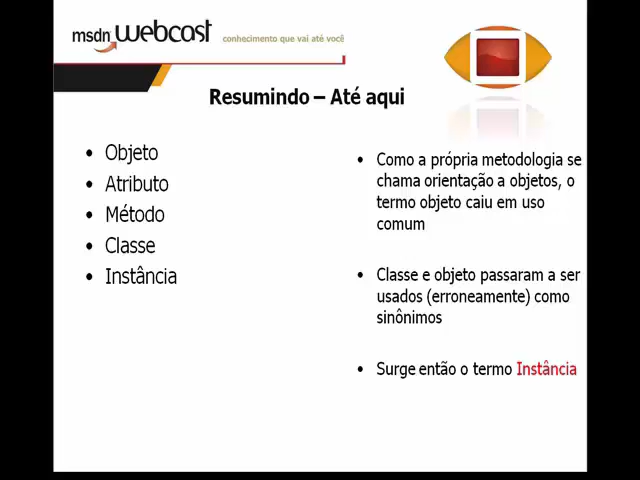 msdn webcast
conhecimento que vai até você
Resumindo – Até aqui
• Objeto
• Atributo
• Método
• Classe
• Instância
• Como a própria metodologia se
chama orientação a objetos, o
termo objeto caiu em uso
comum
• Classe e objeto passaram a ser
usados (erroneamente) como
sinônimos
• Surge então o termo Instância